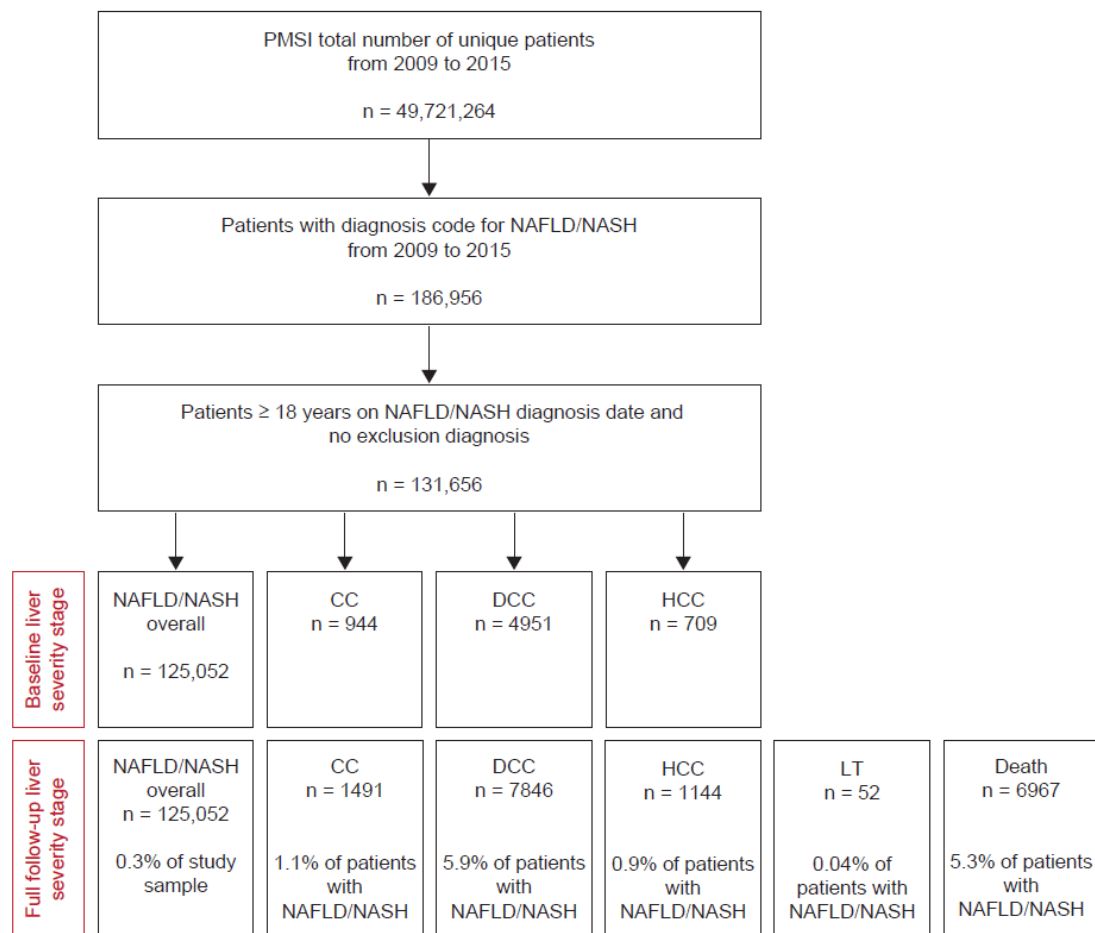 PMSI total number of unique patients
from 2009 to 2015
n = 49,721,264
Patients with diagnosis code for NAFLD/NASH
from 2009 to 2015
n = 186,956
Patients ≥ 18 years on NAFLD/NASH diagnosis date and
no exclusion diagnosis
n = 131,656
Baseline liver
severity stage
NAFLD/NASH
overall
n = 125,052
CC
n = 944
DCC
n = 4951
HCC
n = 709
Full follow-up liver
severity stage
NAFLD/NASH
overall
n = 125,052
0.3% of study
sample
CC
n = 1491
1.1% of patients
with
NAFLD/NASH
DCC
n = 7846
5.9% of patients
with
NAFLD/NASH
HCC
n = 1144
0.9% of patients
with
NAFLD/NASH
LT
n = 52
0.04% of
patients with
NAFLD/NASH
Death
n = 6967
5.3% of patients
with
NAFLD/NASH